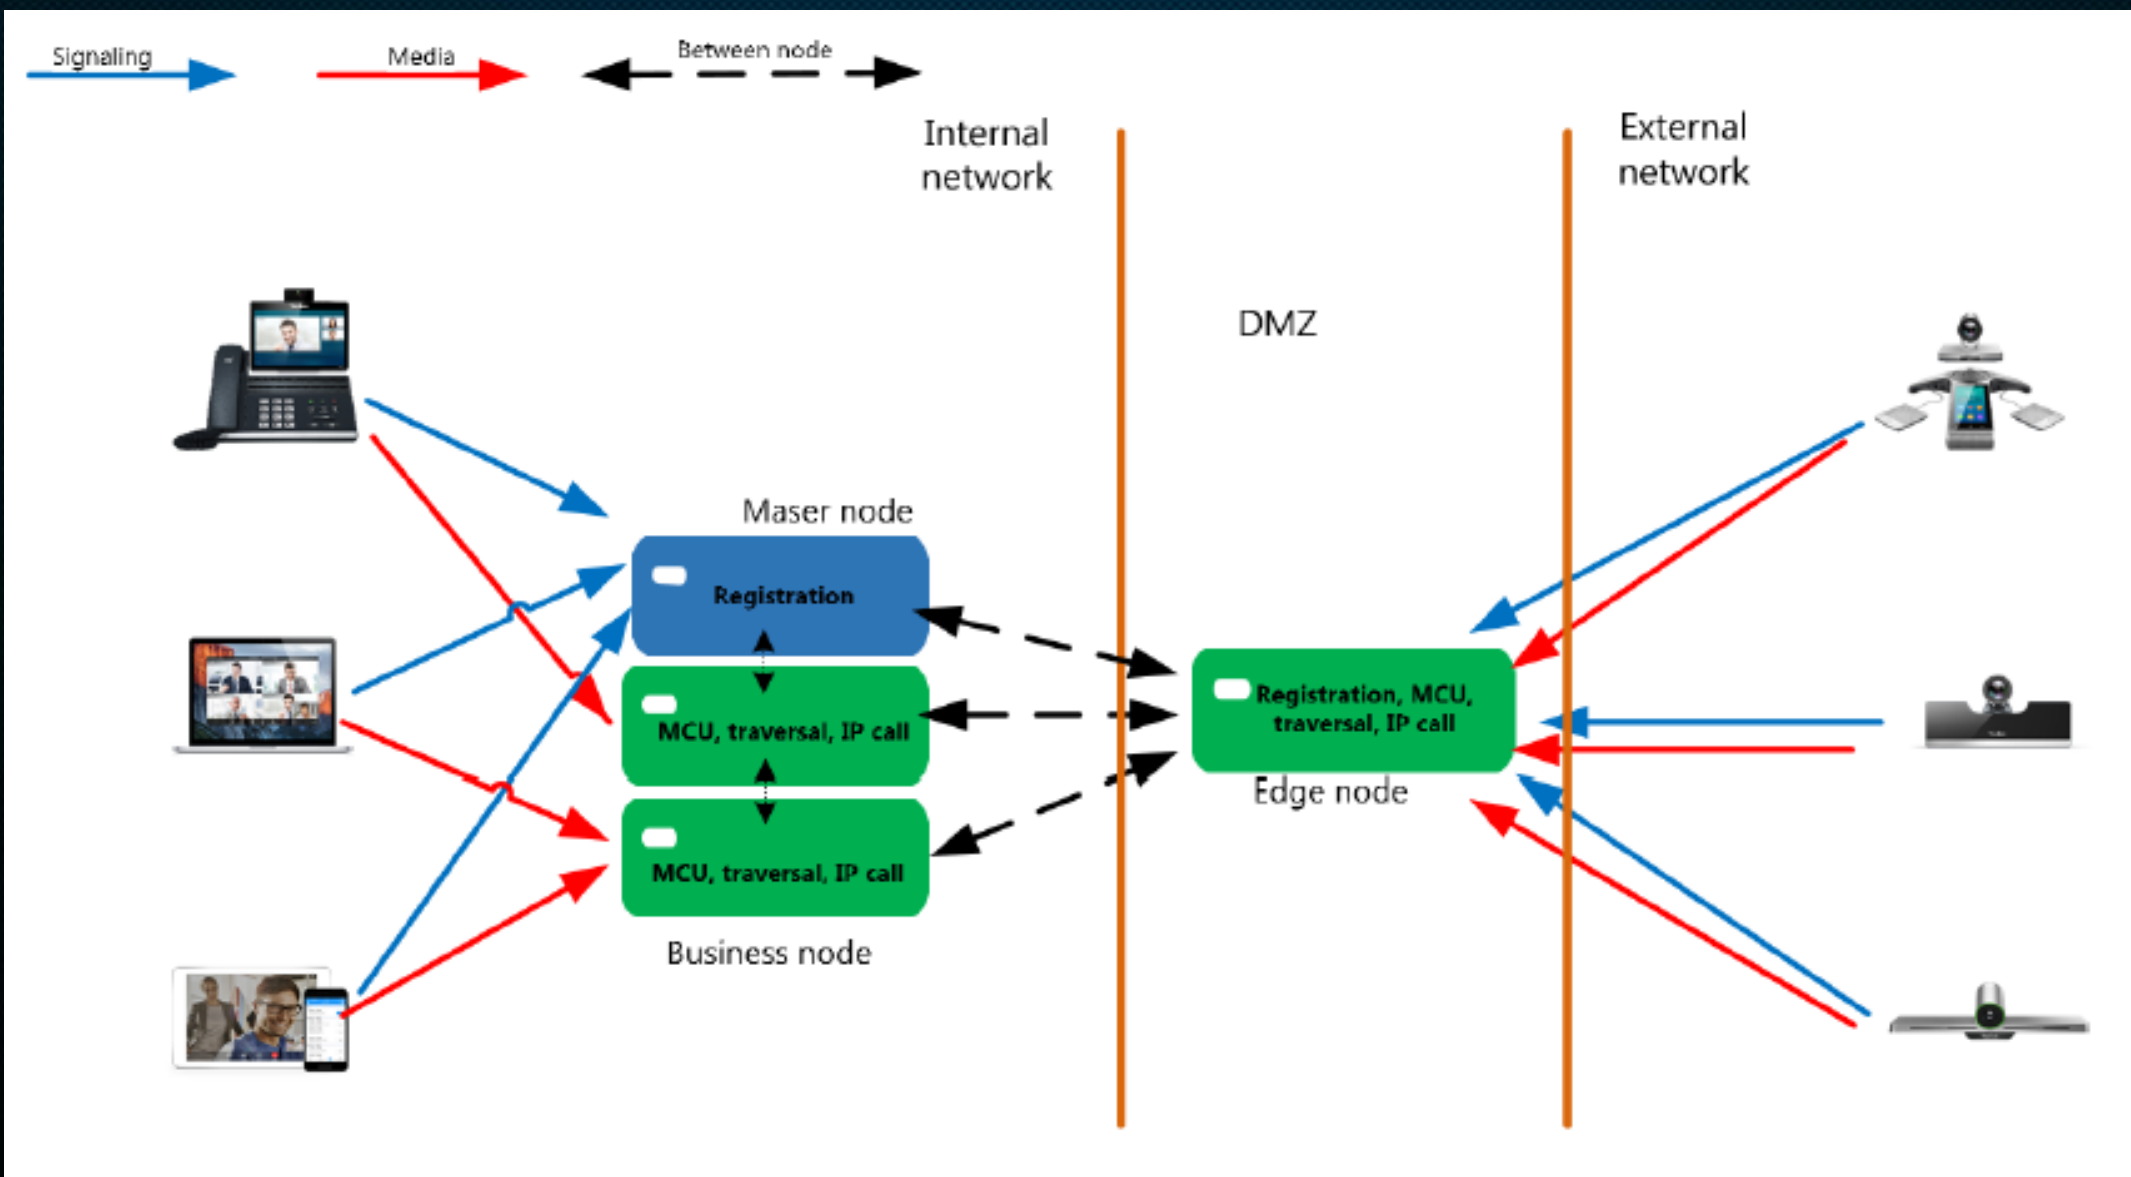 Signaling
Media
Between node
Internal
network
External
network
DMZ
Maser node
Registration
MCU, traversal, IP call
MCU, traversal, IP call
Business node
Registration, MCU,
traversal, IP call
Edge node